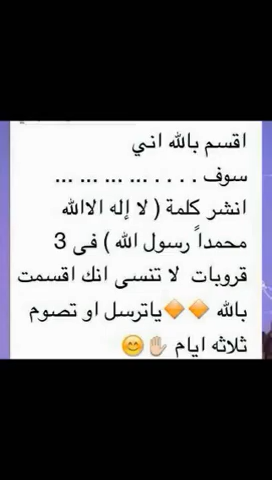 اقسم بالله اني
سوف . . . . ... ... ... ...
انشر كلمة ( لا إله الاالله
محمداً رسول الله ) فى 3
قروبات لا تنسى انك اقسمت
بالله 🔶🔶ياترسل او تصوم
ثلاثه ايام ✋😊